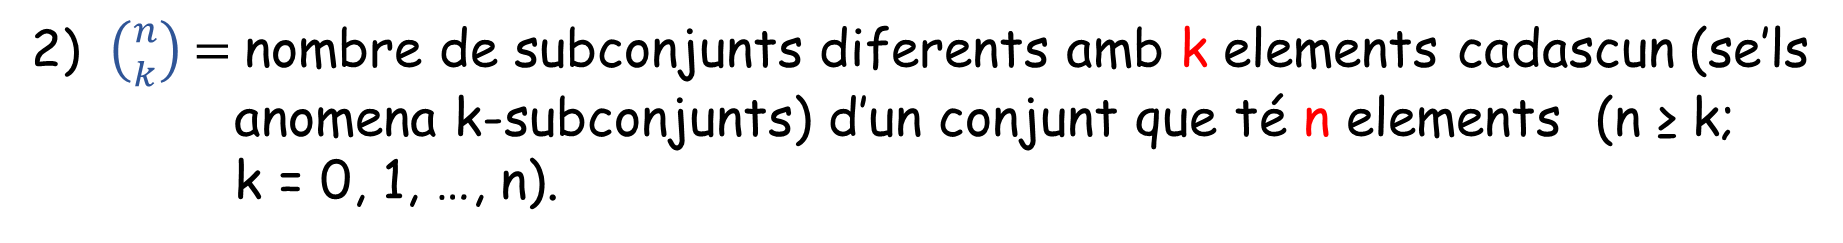 2) (n k) = nombre de subconjunts diferents amb k elements cadascun (se'ls
anomena k-subconjunts) d'un conjunt que té n elements (n ≥ k;
k = 0, 1, …, n).